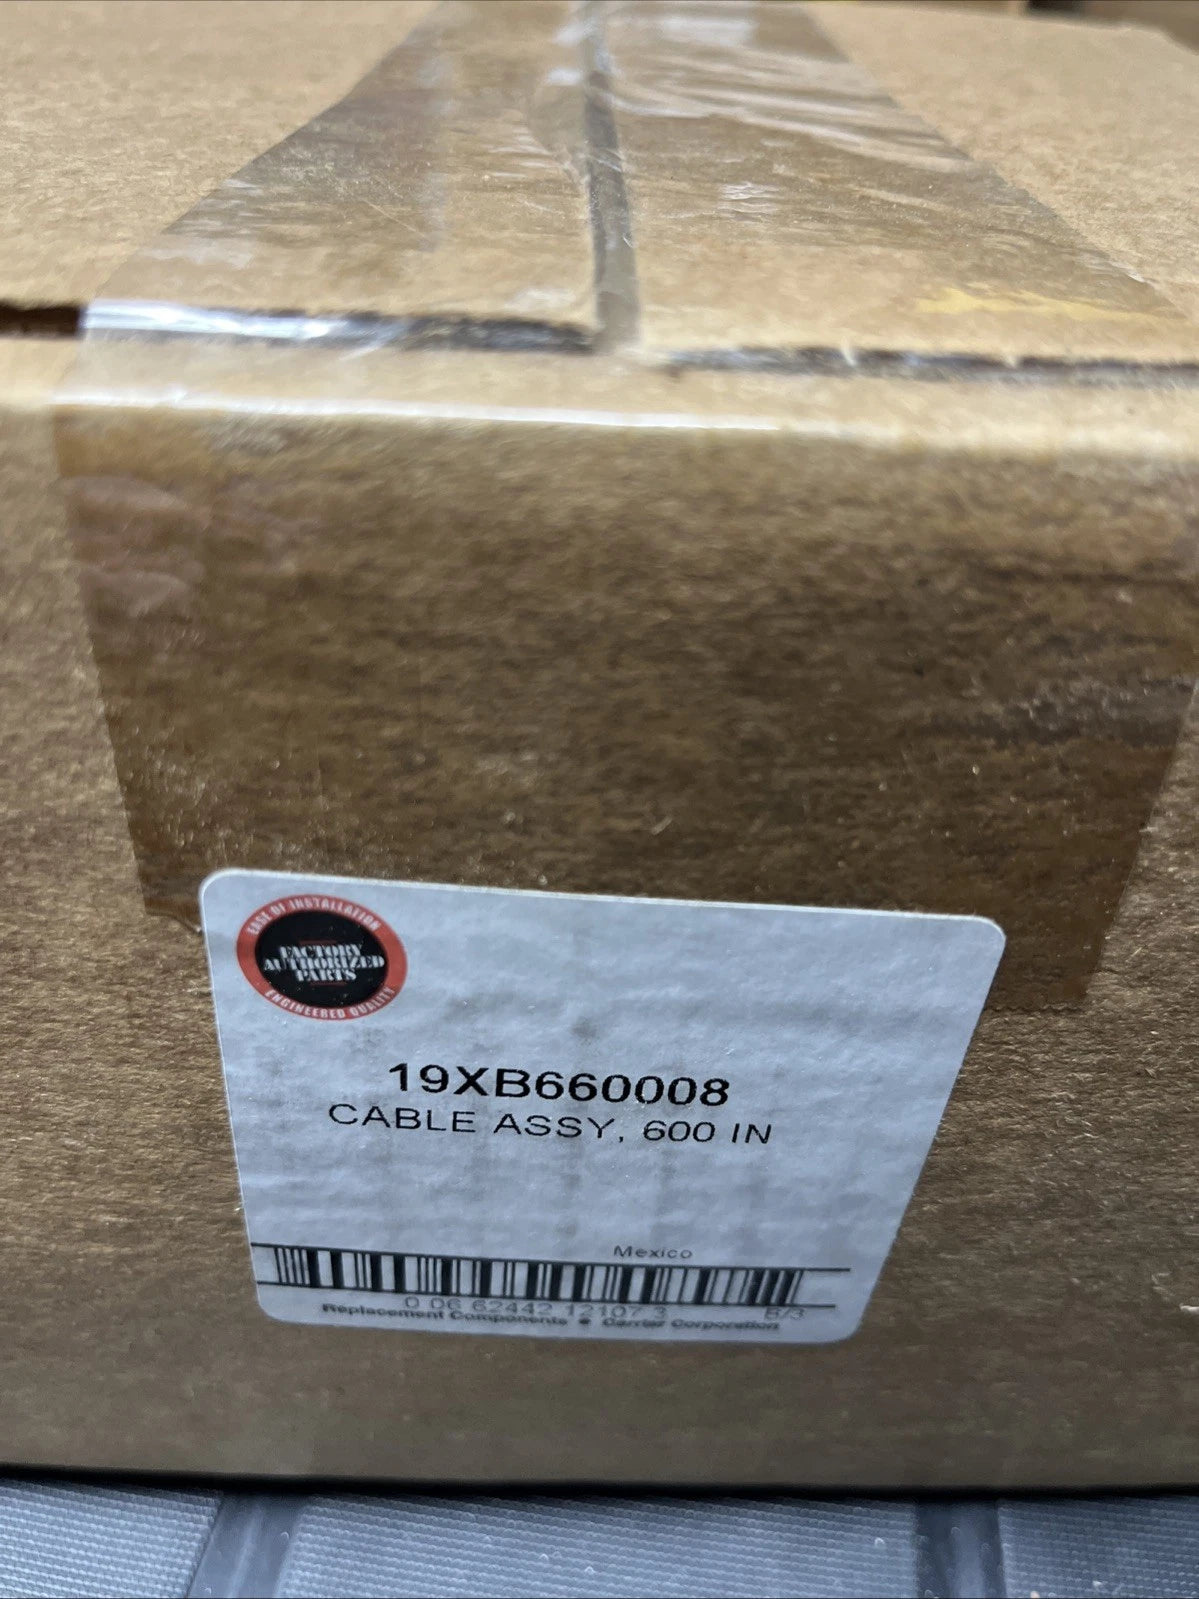 EASE OF INSTALLATION
FACTORY
AUTHORIZED
PARTS
ENGINEERED QUALITY
19XB660008
CABLE ASSY, 600 IN
Mexico
0 06 62442 12107 3
B/3
Replacement Components • Carrier Corporation